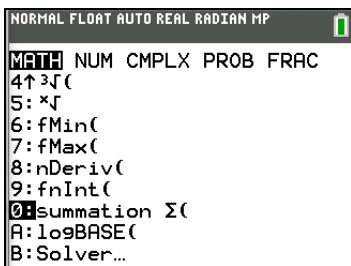 NORMAL FLOAT AUTO REAL RADIAN MP
MATH NUM CMPLX PROB FRAC
4↑³√(
5: ˣ√
6:fMin(
7:fMax(
8:nDeriv(
9:fnInt(
0:summation Σ(
A:logBASE(
B:Solver…